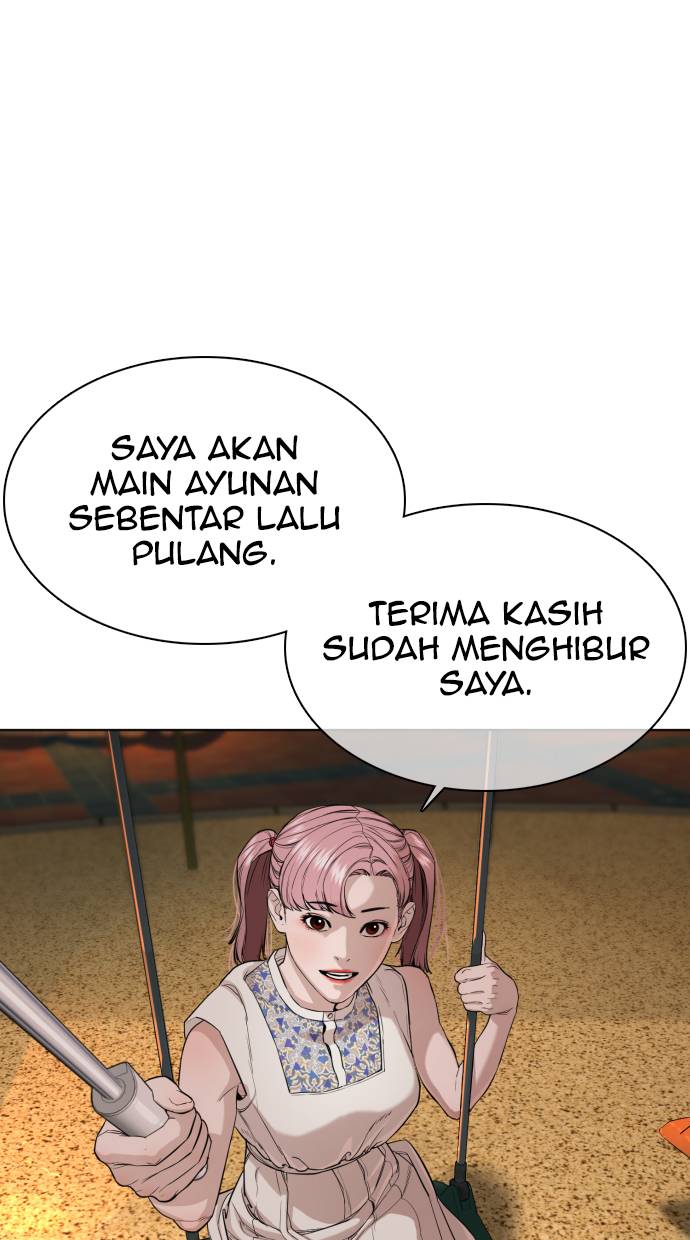 SAYA AKAN
MAIN AYUNAN
SEBENTAR LALU
PULANG.
TERIMA KASIH
SUDAH MENGHIBUR
SAYA.